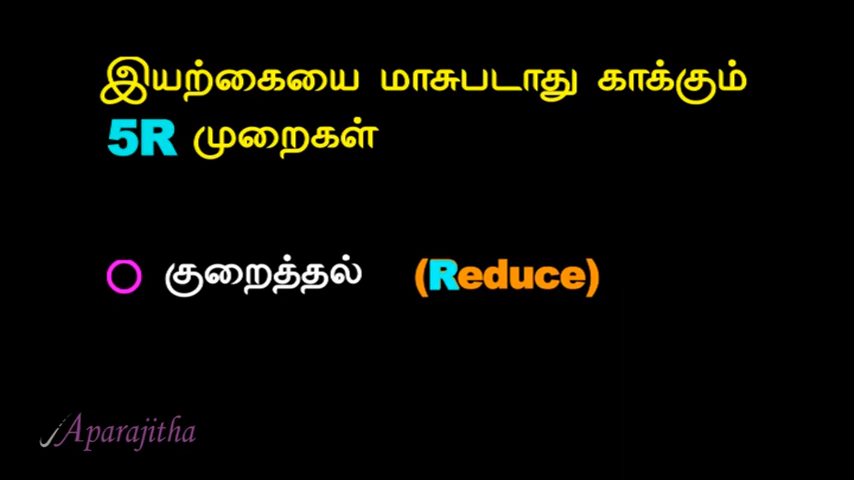 இயற்கையை மாசுபடாது காக்கும்
5R முறைகள்
குறைத்தல் (Reduce)
Aparajitha